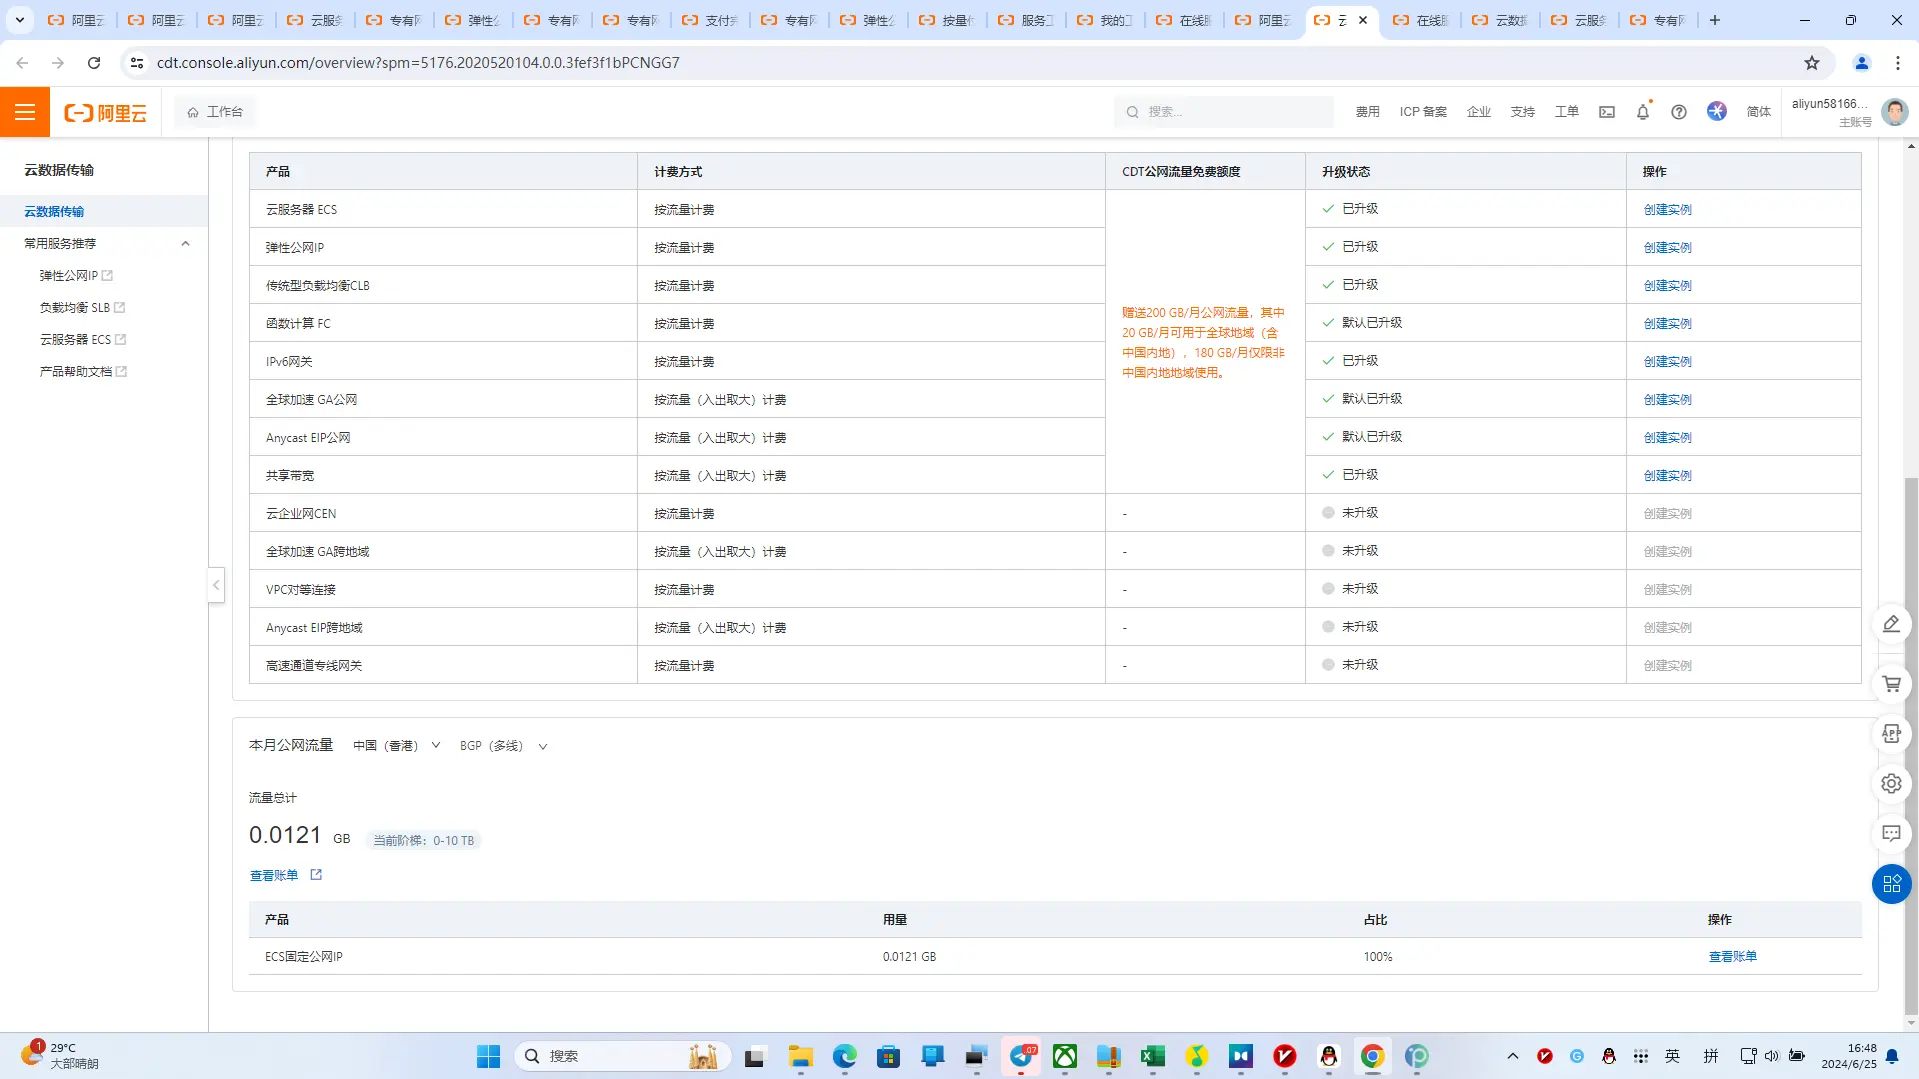 阿里云
阿里云
阿里云
云服务
专有网
弹性公
专有网
专有网
支付完
专有网
弹性公
按量付
服务工
我的工
在线服
阿里云
云
在线服
云数据
云服务
专有网
cdt.console.aliyun.com/overview?spm=5176.2020520104.0.0.3fef3f1bPCNGG7
阿里云
工作台
搜索...
费用
ICP 备案
企业
支持
工单
简体
aliyun58166...
主账号
云数据传输
云数据传输
常用服务推荐
弹性公网IP
负载均衡 SLB
云服务器 ECS
产品帮助文档
产品 计费方式 CDT公网流量免费额度 升级状态 操作
云服务器 ECS 按流量计费 已升级 创建实例
弹性公网IP 按流量计费 已升级 创建实例
传统型负载均衡CLB 按流量计费 已升级 创建实例
函数计算 FC 按流量计费 默认已升级 创建实例
IPv6网关 按流量计费 已升级 创建实例
全球加速 GA公网 按流量（入出取大）计费 默认已升级 创建实例
Anycast EIP公网 按流量（入出取大）计费 默认已升级 创建实例
共享带宽 按流量（入出取大）计费 已升级 创建实例
赠送200 GB/月公网流量，其中
20 GB/月可用于全球地域（含
中国内地），180 GB/月仅限非
中国内地地域使用。
云企业网CEN 按流量计费 - 未升级 创建实例
全球加速 GA跨地域 按流量（入出取大）计费 - 未升级 创建实例
VPC对等连接 按流量计费 - 未升级 创建实例
Anycast EIP跨地域 按流量（入出取大）计费 - 未升级 创建实例
高速通道专线网关 按流量计费 - 未升级 创建实例
本月公网流量 中国（香港） BGP（多线）
流量总计
0.0121 GB 当前阶梯：0-10 TB
查看账单
产品 用量 占比 操作
ECS固定公网IP 0.0121 GB 100% 查看账单
APP
1
29°C
大部晴朗
搜索
07
英
拼
16:48
2024/6/25